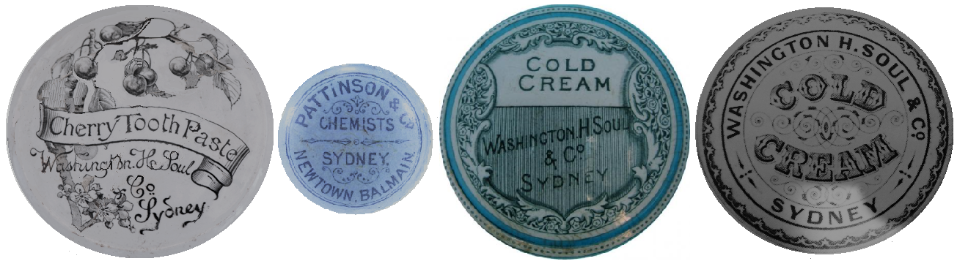 Cherry Tooth Paste
Washington. H. Soul
& Co
Sydney
PATTINSON & Co
CHEMISTS
SYDNEY.
NEWTOWN. BALMAIN.
COLD
CREAM
WASHINGTON. H. SOUL
& Co
SYDNEY
WASHINGTON H. SOUL & Co
COLD
CREAM
SYDNEY